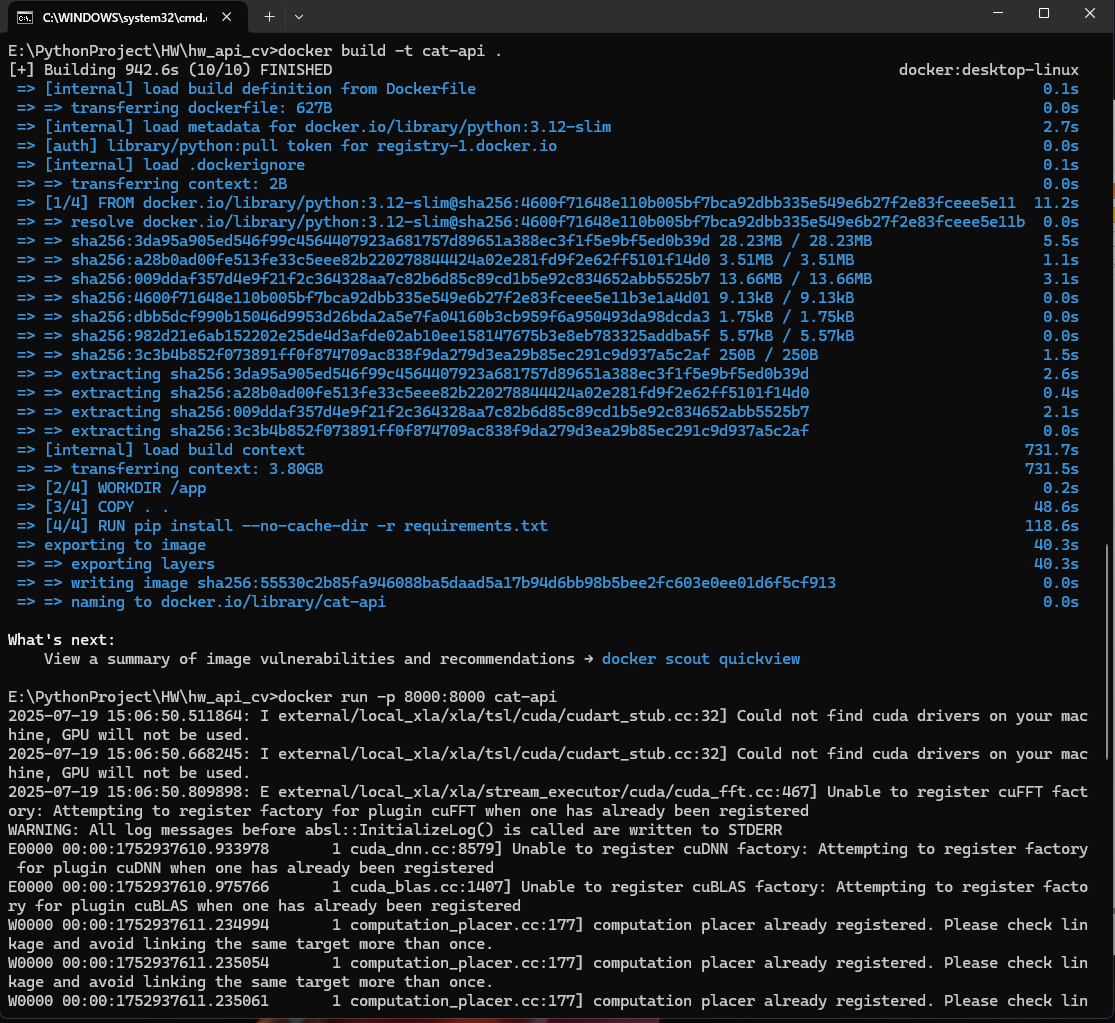 C:\WINDOWS\system32\cmd.
E:\PythonProject\HW\hw_api_cv>docker build -t cat-api .
[+] Building 942.6s (10/10) FINISHED docker:desktop-linux
=> [internal] load build definition from Dockerfile 0.1s
=> => transferring dockerfile: 627B 0.0s
=> [internal] load metadata for docker.io/library/python:3.12-slim 2.7s
=> [auth] library/python:pull token for registry-1.docker.io 0.0s
=> [internal] load .dockerignore 0.1s
=> => transferring context: 2B 0.0s
=> [1/4] FROM docker.io/library/python:3.12-slim@sha256:4600f71648e110b005bf7bca92dbb335e549e6b27f2e83fceee5e11 11.2s
=> => resolve docker.io/library/python:3.12-slim@sha256:4600f71648e110b005bf7bca92dbb335e549e6b27f2e83fceee5e11b 0.0s
=> => sha256:3da95a905ed546f99c4564407923a681757d89651a388ec3f1f5e9bf5ed0b39d 28.23MB / 28.23MB 5.5s
=> => sha256:a28b0ad00fe513fe33c5eee82b220278844424a02e281fd9f2e62ff5101f14d0 3.51MB / 3.51MB 1.1s
=> => sha256:009ddaf357d4e9f21f2c364328aa7c82b6d85c89cd1b5e92c834652abb5525b7 13.66MB / 13.66MB 3.1s
=> => sha256:4600f71648e110b005bf7bca92dbb335e549e6b27f2e83fceee5e11b3e1a4d01 9.13kB / 9.13kB 0.0s
=> => sha256:dbb5dcf990b15046d9953d26bda2a5e7fa04160b3cb959f6a950493da98dcda3 1.75kB / 1.75kB 0.0s
=> => sha256:982d21e6ab152202e25de4d3afde02ab10ee158147675b3e8eb783325addba5f 5.57kB / 5.57kB 0.0s
=> => sha256:3c3b4b852f073891ff0f874709ac838f9da279d3ea29b85ec291c9d937a5c2af 250B / 250B 1.5s
=> => extracting sha256:3da95a905ed546f99c4564407923a681757d89651a388ec3f1f5e9bf5ed0b39d 2.6s
=> => extracting sha256:a28b0ad00fe513fe33c5eee82b220278844424a02e281fd9f2e62ff5101f14d0 0.4s
=> => extracting sha256:009ddaf357d4e9f21f2c364328aa7c82b6d85c89cd1b5e92c834652abb5525b7 2.1s
=> => extracting sha256:3c3b4b852f073891ff0f874709ac838f9da279d3ea29b85ec291c9d937a5c2af 0.0s
=> [internal] load build context 731.7s
=> => transferring context: 3.80GB 731.5s
=> [2/4] WORKDIR /app 0.2s
=> [3/4] COPY . . 48.6s
=> [4/4] RUN pip install --no-cache-dir -r requirements.txt 118.6s
=> exporting to image 40.3s
=> => exporting layers 40.3s
=> => writing image sha256:55530c2b85fa946088ba5daad5a17b94d6bb98b5bee2fc603e0ee01d6f5cf913 0.0s
=> => naming to docker.io/library/cat-api 0.0s
What's next:
View a summary of image vulnerabilities and recommendations → docker scout quickview
E:\PythonProject\HW\hw_api_cv>docker run -p 8000:8000 cat-api
2025-07-19 15:06:50.511864: I external/local_xla/xla/tsl/cuda/cudart_stub.cc:32] Could not find cuda drivers on your mac
hine, GPU will not be used.
2025-07-19 15:06:50.668245: I external/local_xla/xla/tsl/cuda/cudart_stub.cc:32] Could not find cuda drivers on your mac
hine, GPU will not be used.
2025-07-19 15:06:50.809898: E external/local_xla/xla/stream_executor/cuda/cuda_fft.cc:467] Unable to register cuFFT fact
ory: Attempting to register factory for plugin cuFFT when one has already been registered
WARNING: All log messages before absl::InitializeLog() is called are written to STDERR
E0000 00:00:1752937610.933978 1 cuda_dnn.cc:8579] Unable to register cuDNN factory: Attempting to register factory
for plugin cuDNN when one has already been registered
E0000 00:00:1752937610.975766 1 cuda_blas.cc:1407] Unable to register cuBLAS factory: Attempting to register facto
ry for plugin cuBLAS when one has already been registered
W0000 00:00:1752937611.234994 1 computation_placer.cc:177] computation placer already registered. Please check lin
kage and avoid linking the same target more than once.
W0000 00:00:1752937611.235054 1 computation_placer.cc:177] computation placer already registered. Please check lin
kage and avoid linking the same target more than once.
W0000 00:00:1752937611.235061 1 computation_placer.cc:177] computation placer already registered. Please check lin